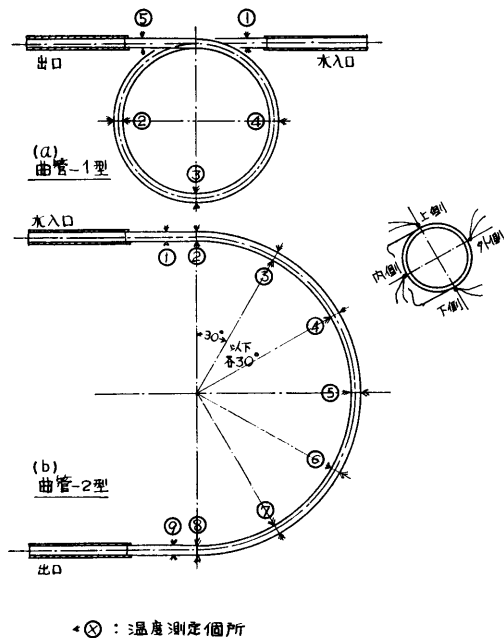 ⑤ ①
出口 水入口
② ④
③
(a)
曲管-1型
水入口
① ②
③
④
⑤
⑥
⑦
⑧
⑨
30°
以下
各30°
上側
外側
内側
下側
(b)
曲管-2型
出口
ⓧ : 温度測定個所